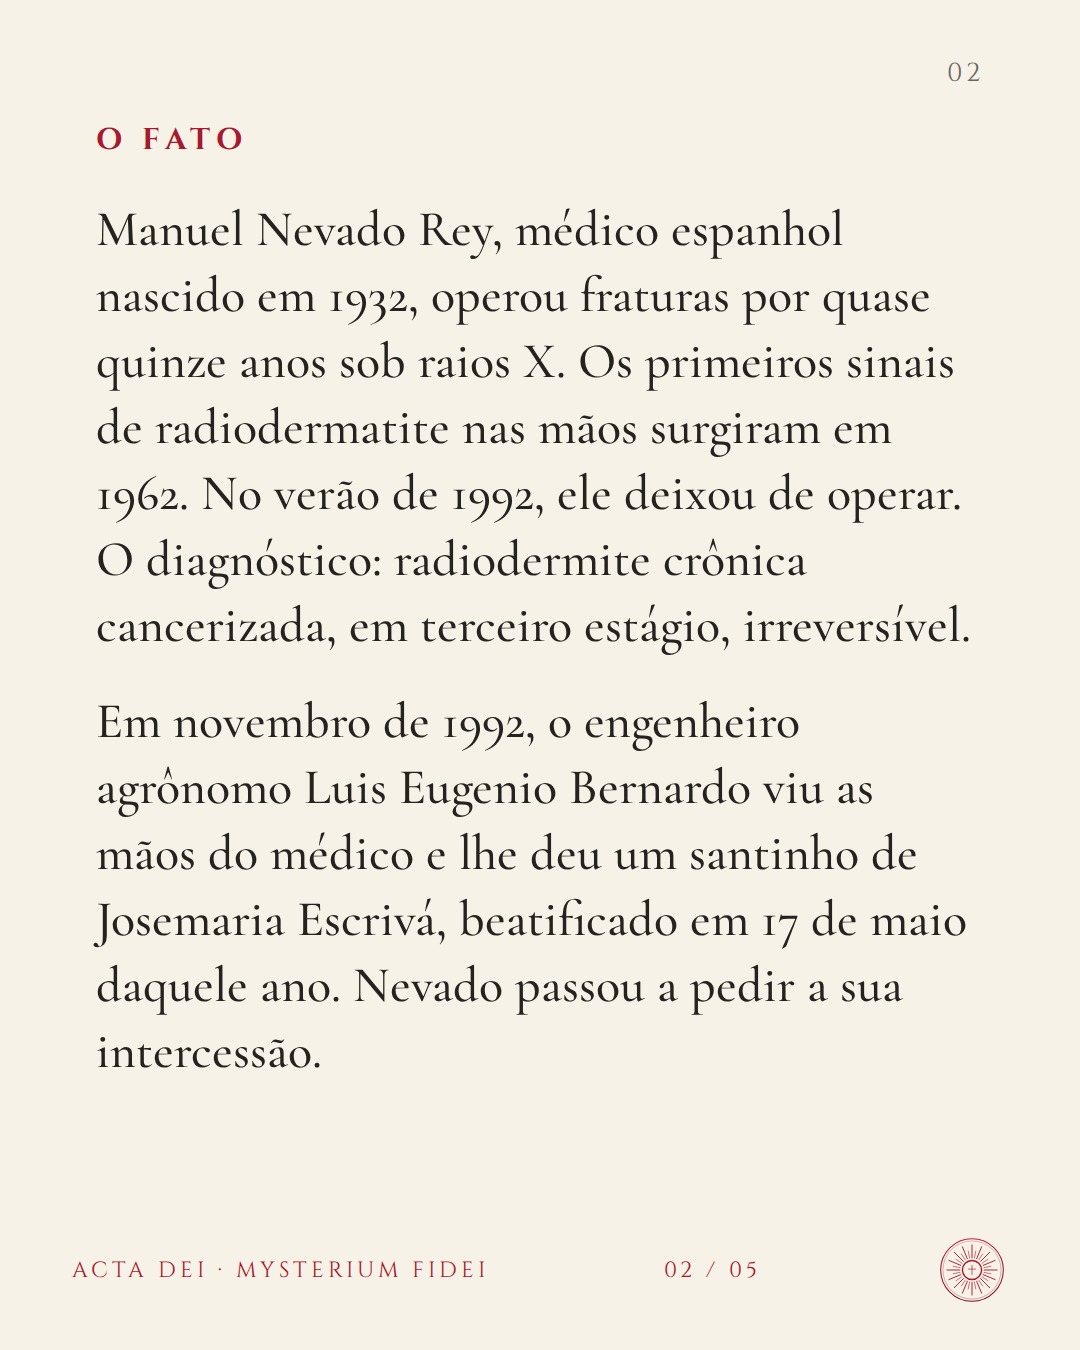 02
O FATO
Manuel Nevado Rey, médico espanhol
nascido em 1932, operou fraturas por quase
quinze anos sob raios X. Os primeiros sinais
de radiodermatite nas mãos surgiram em
1962. No verão de 1992, ele deixou de operar.
O diagnóstico: radiodermite crônica
cancerizada, em terceiro estágio, irreversível.
Em novembro de 1992, o engenheiro
agrônomo Luis Eugenio Bernardo viu as
mãos do médico e lhe deu um santinho de
Josemaria Escrivá, beatificado em 17 de maio
daquele ano. Nevado passou a pedir a sua
intercessão.
ACTA DEI · MYSTERIUM FIDEI
02 / 05